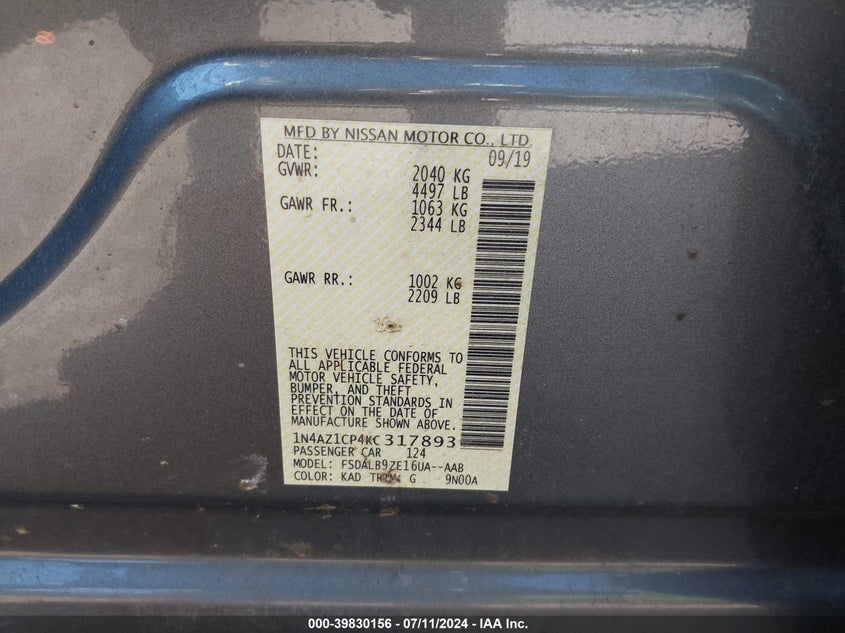 MFD BY NISSAN MOTOR CO., LTD.
DATE: 09/19
GVWR: 2040 KG
4497 LB
GAWR FR.: 1063 KG
2344 LB
GAWR RR.: 1002 KG
2209 LB
THIS VEHICLE CONFORMS TO
ALL APPLICABLE FEDERAL
MOTOR VEHICLE SAFETY,
BUMPER, AND THEFT
PREVENTION STANDARDS IN
EFFECT ON THE DATE OF
MANUFACTURE SHOWN ABOVE.
1N4AZ1CP4KC317893
PASSENGER CAR 124
MODEL: FSDALB9ZE16UA--AAB
COLOR: KAD TRIM: G 9N00A
000-39830156 - 07/11/2024 - IAA Inc.